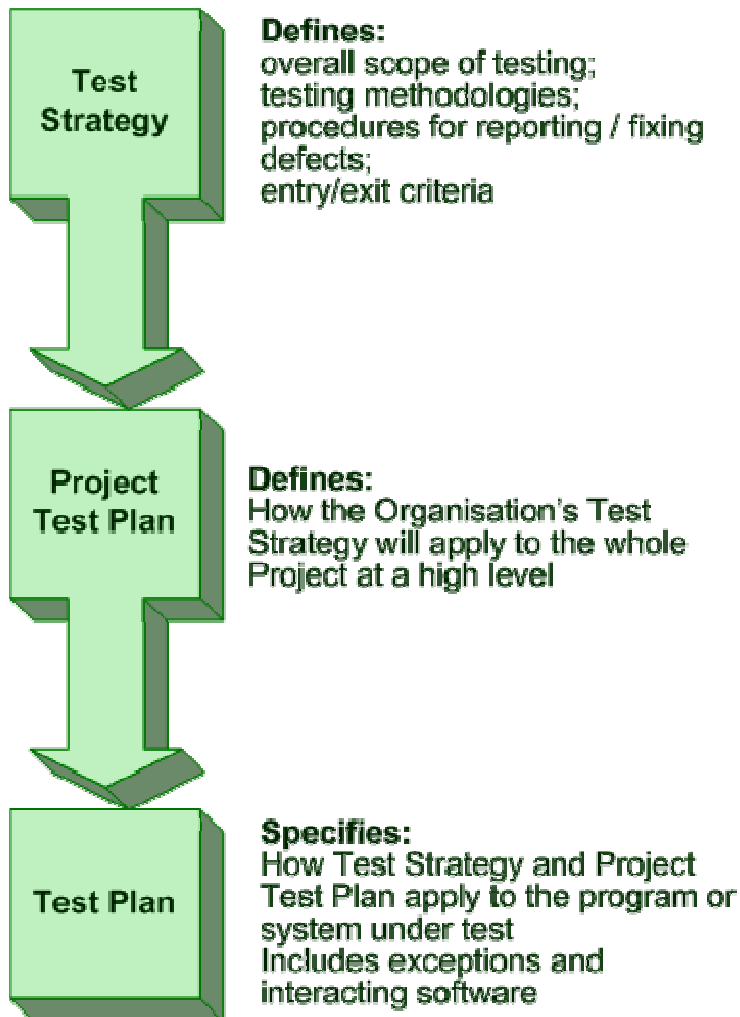 Test
Strategy
Defines:
overall scope of testing;
testing methodologies;
procedures for reporting / fixing
defects;
entry/exit criteria
Project
Test Plan
Defines:
How the Organisation's Test
Strategy will apply to the whole
Project at a high level
Test Plan
Specifies:
How Test Strategy and Project
Test Plan apply to the program or
system under test
Includes exceptions and
interacting software